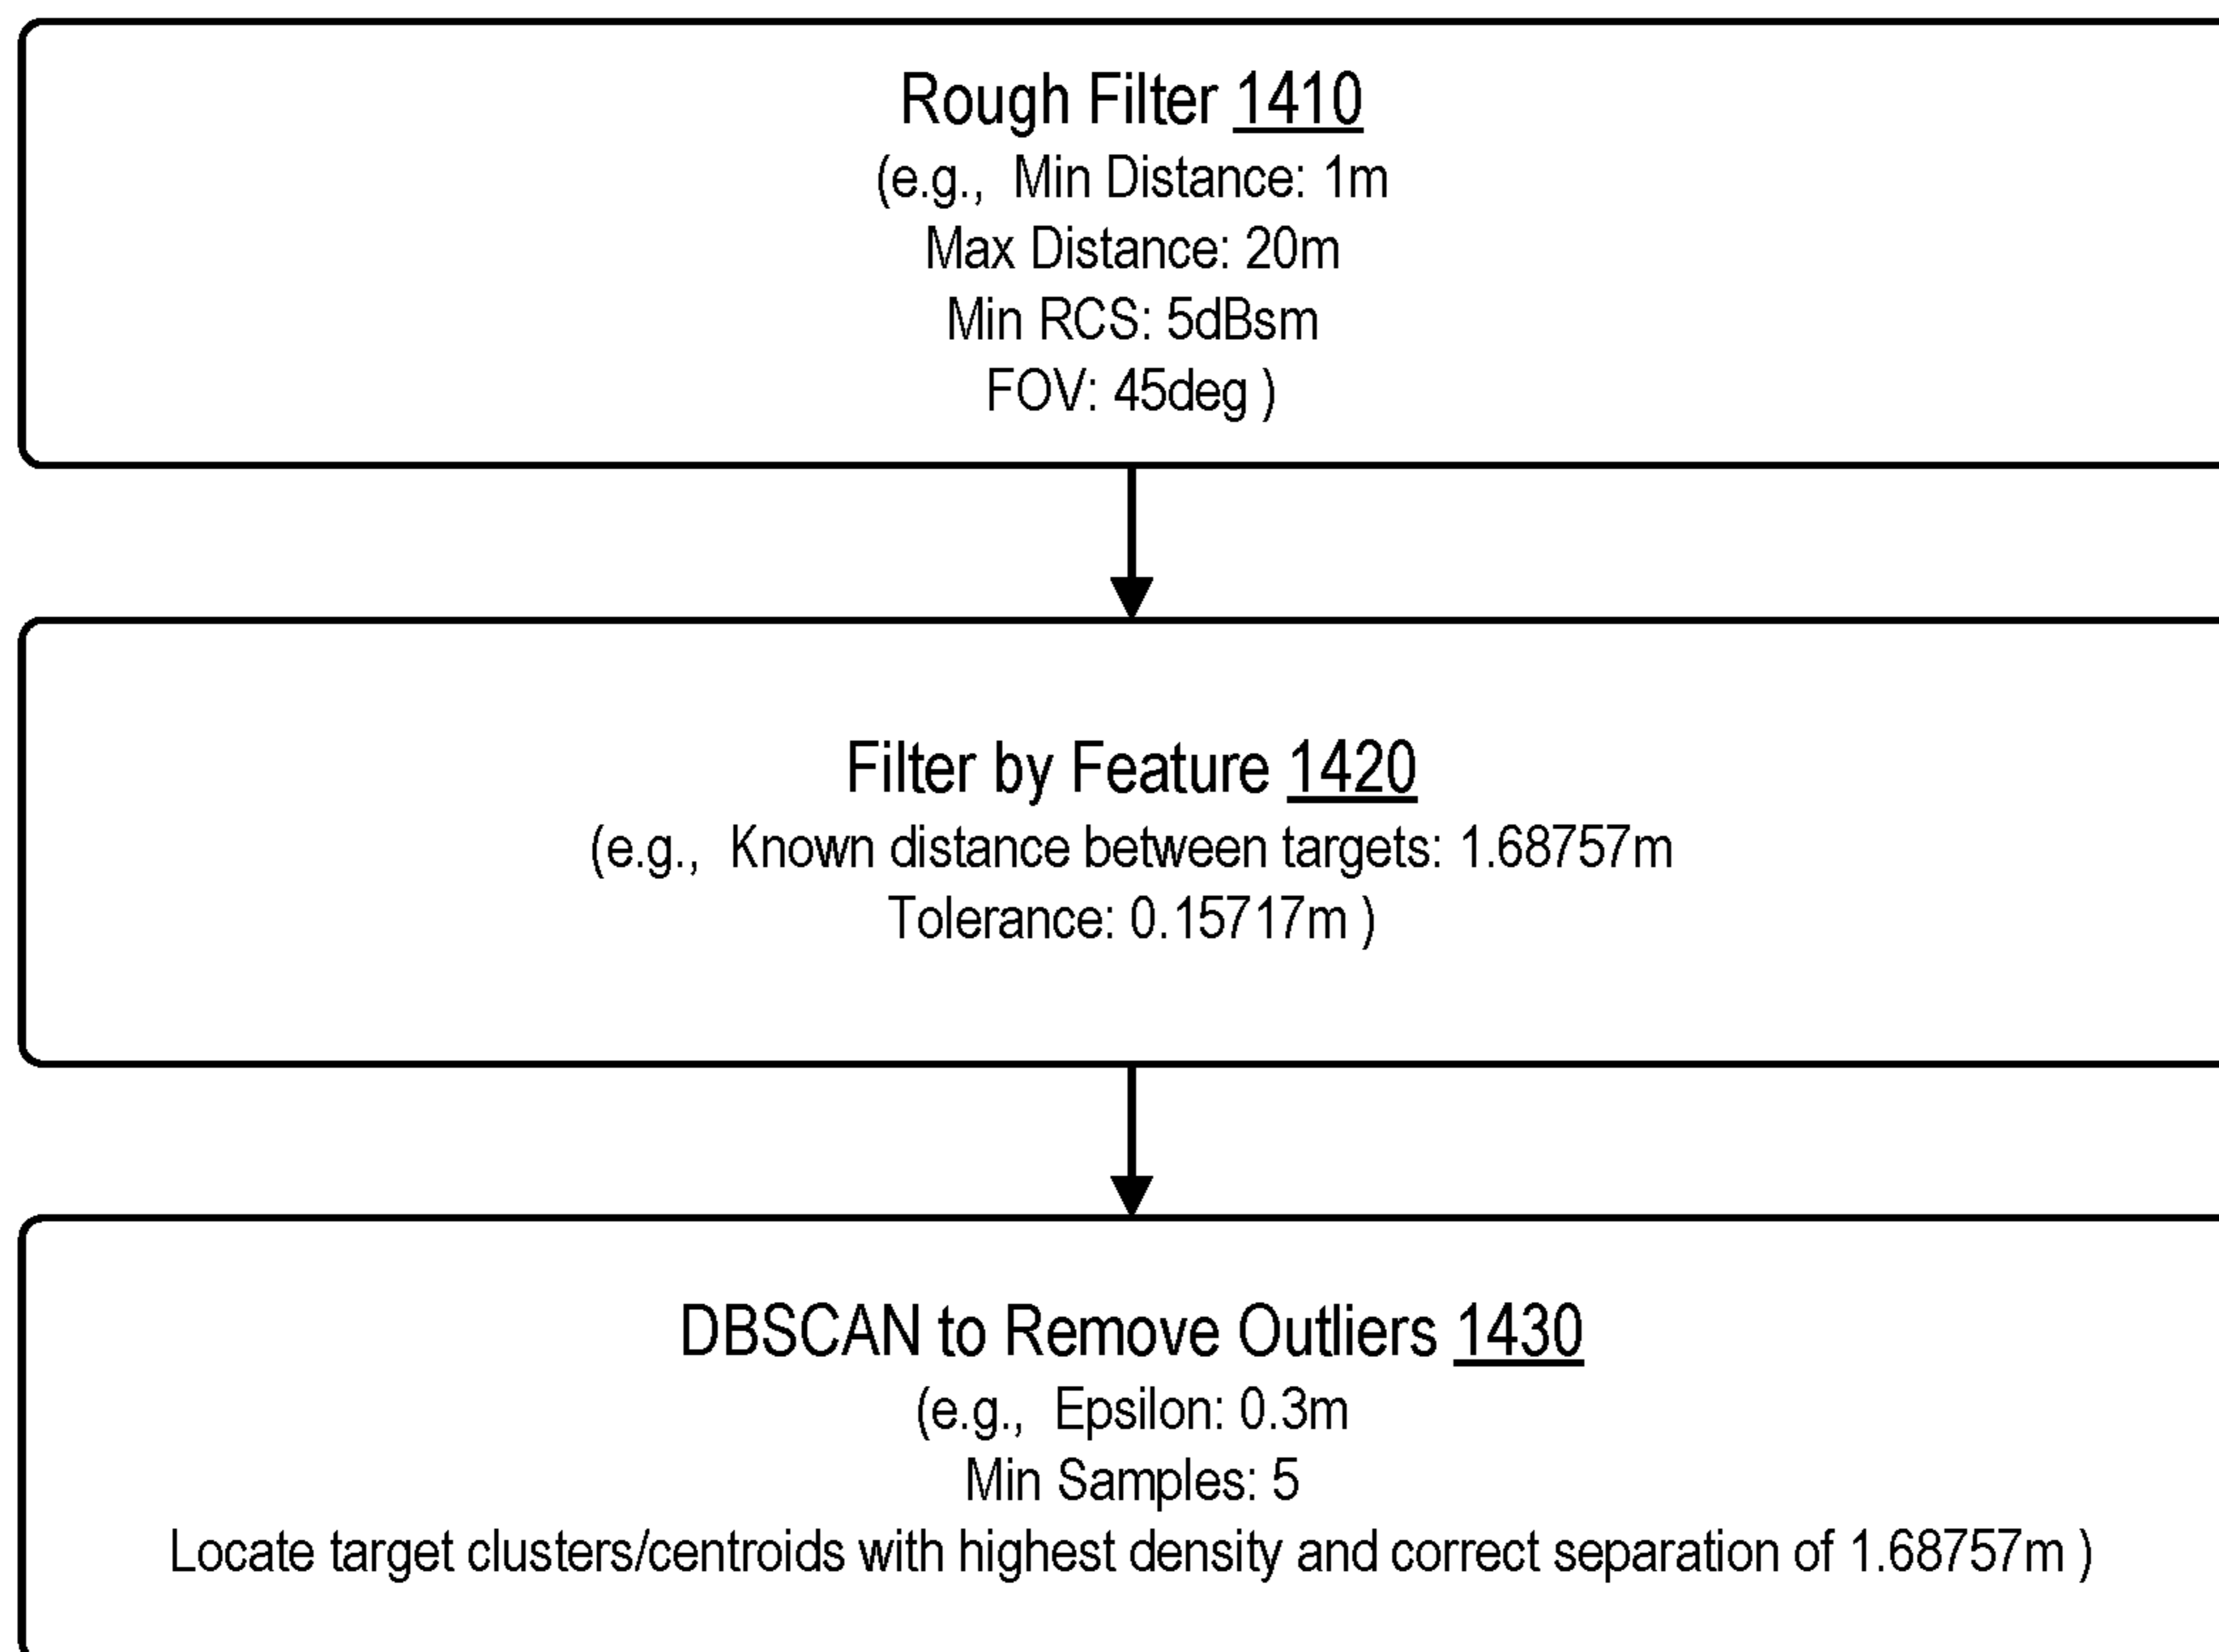 Rough Filter 1410
(e.g., Min Distance: 1m
Max Distance: 20m
Min RCS: 5dBsm
FOV: 45deg )
Filter by Feature 1420
(e.g., Known distance between targets: 1.68757m
Tolerance: 0.15717m )
DBSCAN to Remove Outliers 1430
(e.g., Epsilon: 0.3m
Min Samples: 5
Locate target clusters/centroids with highest density and correct separation of 1.68757m )